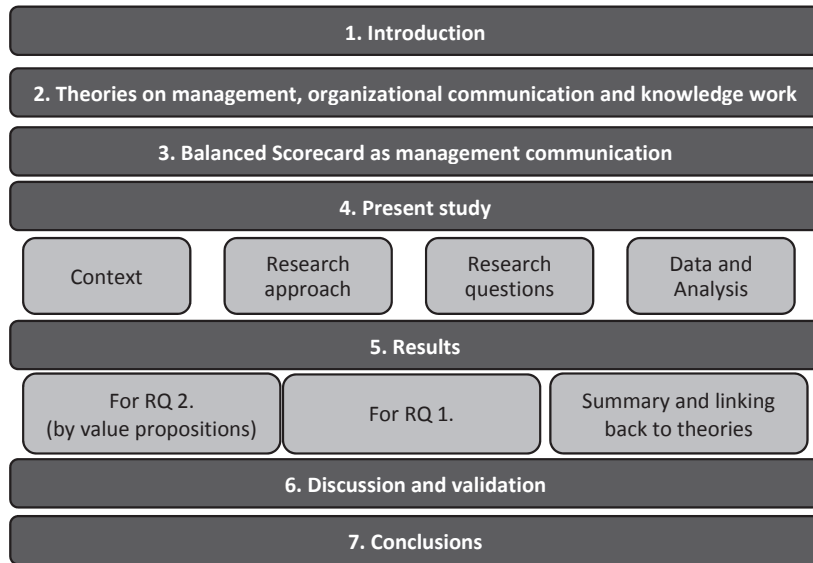 1. Introduction
2. Theories on management, organizational communication and knowledge work
3. Balanced Scorecard as management communication
4. Present study
Context
Research
approach
Research
questions
Data and
Analysis
5. Results
For RQ 2.
(by value propositions)
For RQ 1.
Summary and linking
back to theories
6. Discussion and validation
7. Conclusions